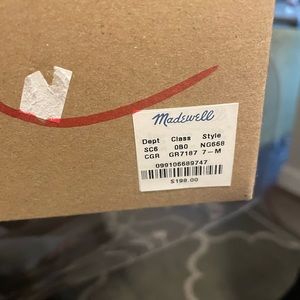 Madewell
Dept Class Style
SC6 0B0 NG668
CGR GR7187 7-M
099106689747
$198.00